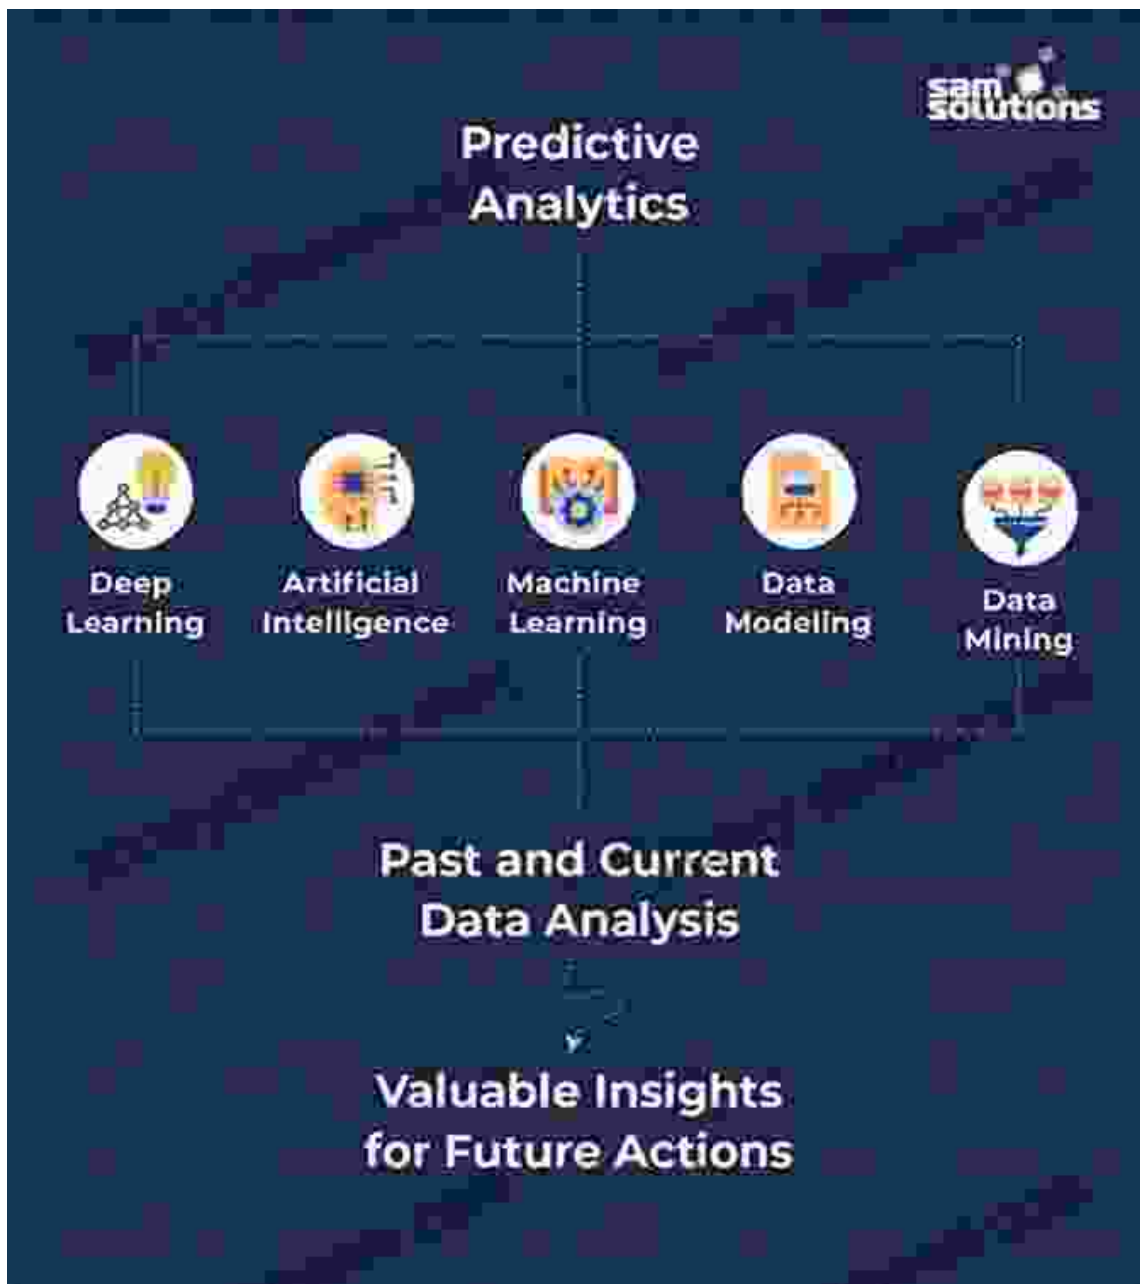 sam
solutions
Predictive
Analytics
Deep
Learning
Artificial
Intelligence
Machine
Learning
Data
Modeling
Data
Mining
Past and Current
Data Analysis
Valuable Insights
for Future Actions